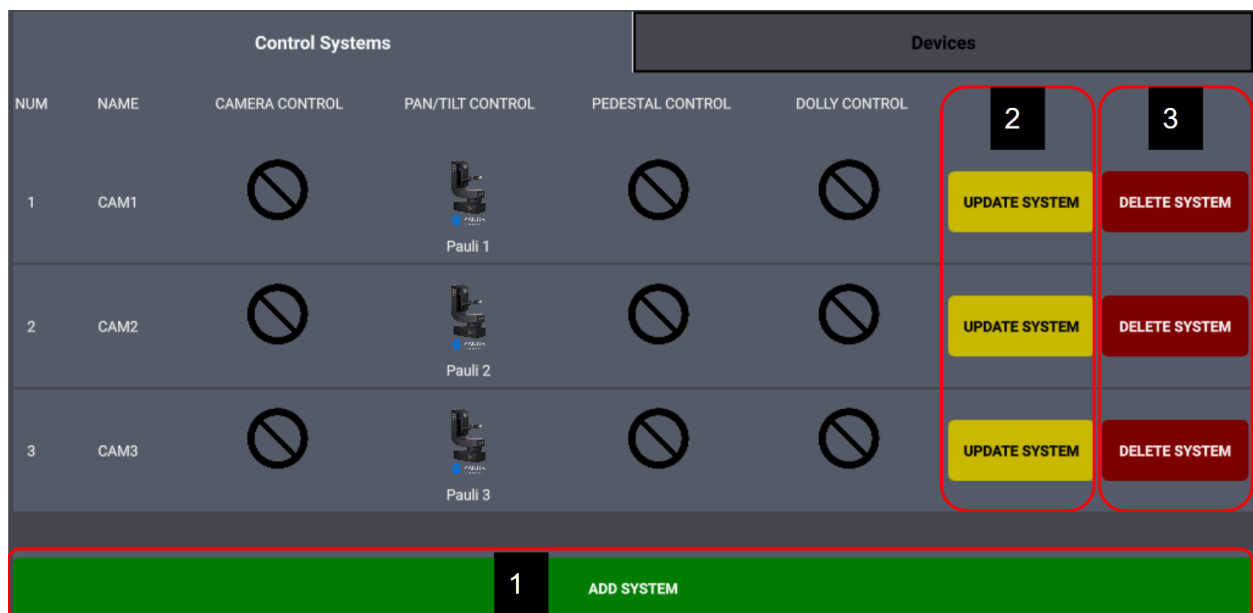 Control Systems Devices
NUM NAME CAMERA CONTROL PAN/TILT CONTROL PEDESTAL CONTROL DOLLY CONTROL 2 3
1 CAM1 UPDATE SYSTEM DELETE SYSTEM
Pauli 1
2 CAM2 UPDATE SYSTEM DELETE SYSTEM
Pauli 2
3 CAM3 UPDATE SYSTEM DELETE SYSTEM
Pauli 3
1 ADD SYSTEM